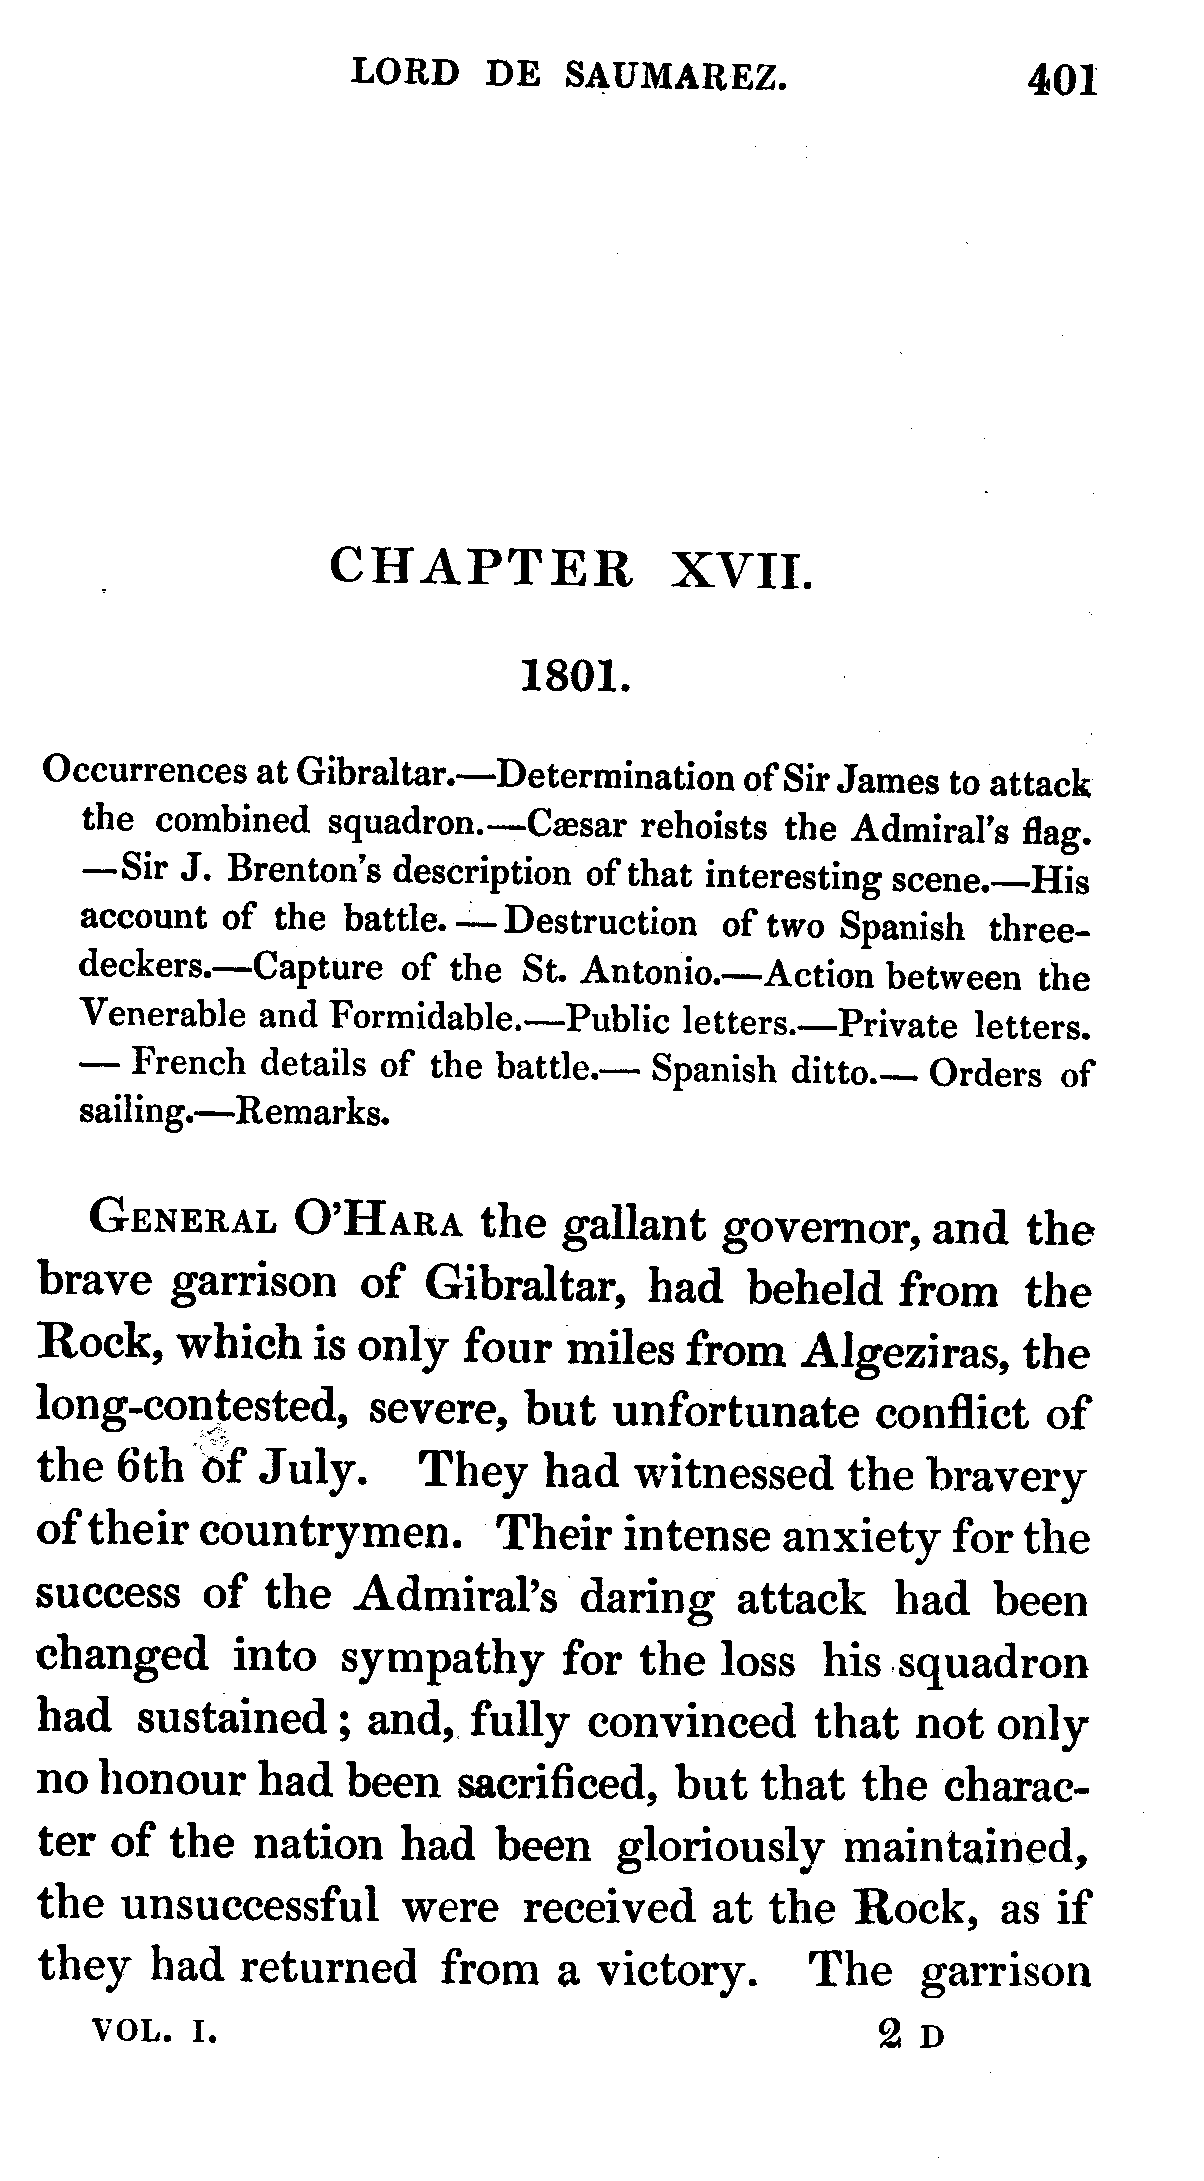 LORD DE SAUMAREZ. 401
CHAPTER XVII.
1801.
Occurrences at Gibraltar.—Determination of Sir James to attack
the combined squadron.—Cæsar rehoists the Admiral's flag.
—Sir J. Brenton's description of that interesting scene.—His
account of the battle.—Destruction of two Spanish three-
deckers.—Capture of the St. Antonio.—Action between the
Venerable and Formidable.—Public letters.—Private letters.
— French details of the battle.— Spanish ditto.— Orders of
sailing.—Remarks.
GENERAL O'HARA the gallant governor, and the
brave garrison of Gibraltar, had beheld from the
Rock, which is only four miles from Algeziras, the
long-contested, severe, but unfortunate conflict of
the 6th of July. They had witnessed the bravery
of their countrymen. Their intense anxiety for the
success of the Admiral's daring attack had been
changed into sympathy for the loss his squadron
had sustained; and, fully convinced that not only
no honour had been sacrificed, but that the charac-
ter of the nation had been gloriously maintained,
the unsuccessful were received at the Rock, as if
they had returned from a victory. The garrison
VOL. I. 2 D